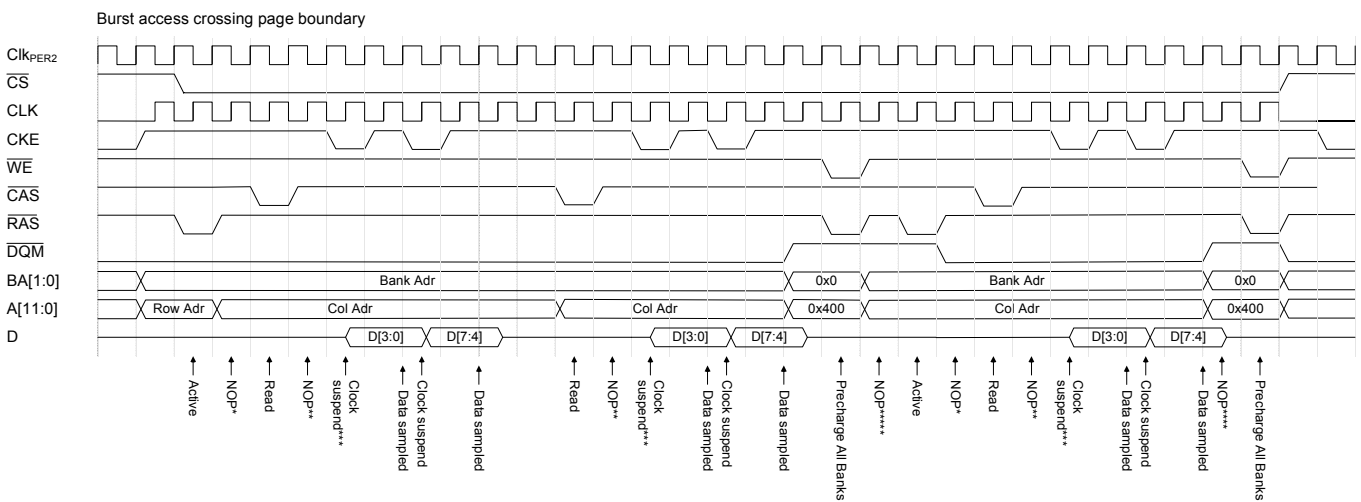 Burst access crossing page boundary
ClkPER2
CS
CLK
CKE
WE
CAS
RAS
DQM
BA[1:0] Bank Adr 0x0 Bank Adr 0x0
A[11:0] Row Adr Col Adr Col Adr 0x400 Col Adr 0x400
D D[3:0] D[7:4] D[3:0] D[7:4] D[3:0] D[7:4]
Active
NOP*
Read
NOP**
Clock
suspend***
Data sampled
Clock suspend
Data sampled
Read
NOP**
Clock
suspend***
Data sampled
Clock suspend
Data sampled
Precharge All Banks
NOP*****
Active
NOP*
Read
NOP**
Clock
suspend***
Data sampled
Clock suspend
Data sampled
NOP****
Precharge All Banks